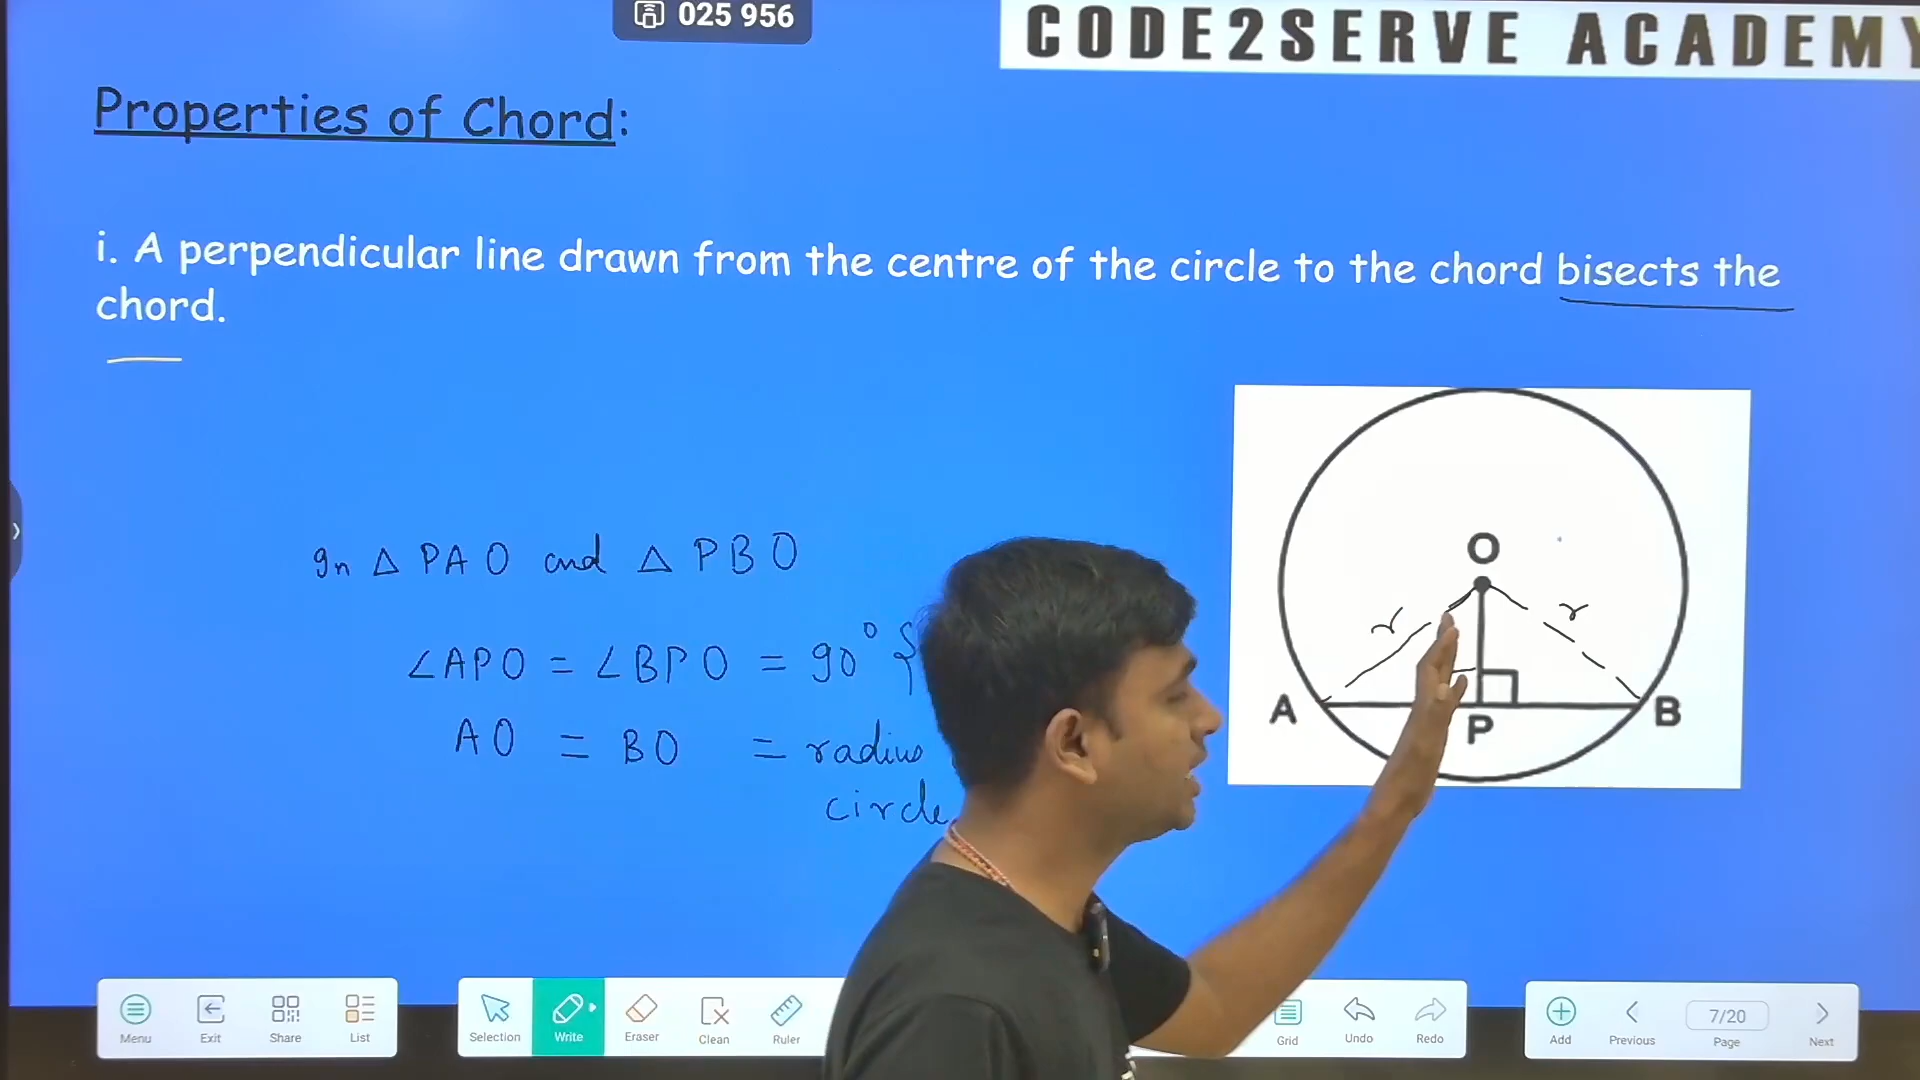 025 956
CODE2SERVE ACADEMY
Properties of Chord:
i. A perpendicular line drawn from the centre of the circle to the chord bisects the
chord.
In △ PAO and △ PBO
∠APO = ∠BPO = 90° {
AO = BO = radius
circle
O
r r
A P B
Menu Exit Share List Selection Write Eraser Clean Ruler Grid Undo Redo Add Previous 7/20 Page Next